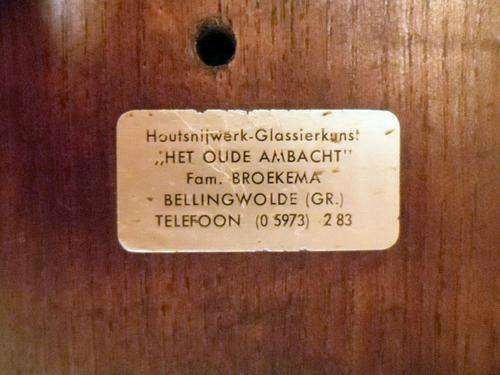 Houtsnijwerk-Glassierkunst
„HET OUDE AMBACHT"
Fam. BROEKEMA
BELLINGWOLDE (GR.)
TELEFOON (0 5973) 2 83